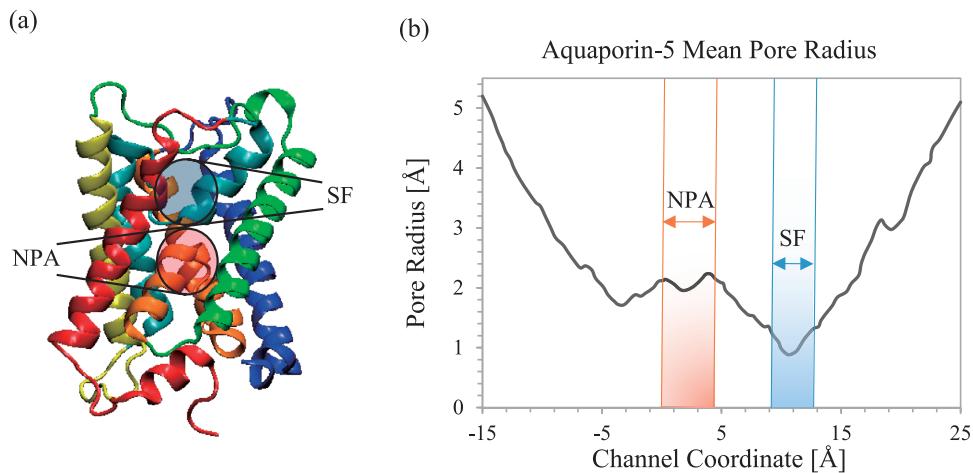 (a)
SF
NPA
(b)
Aquaporin-5 Mean Pore Radius
Pore Radius [Å]
5
4
3
2
1
0
NPA
SF
-15
-5
5
15
25
Channel Coordinate [Å]